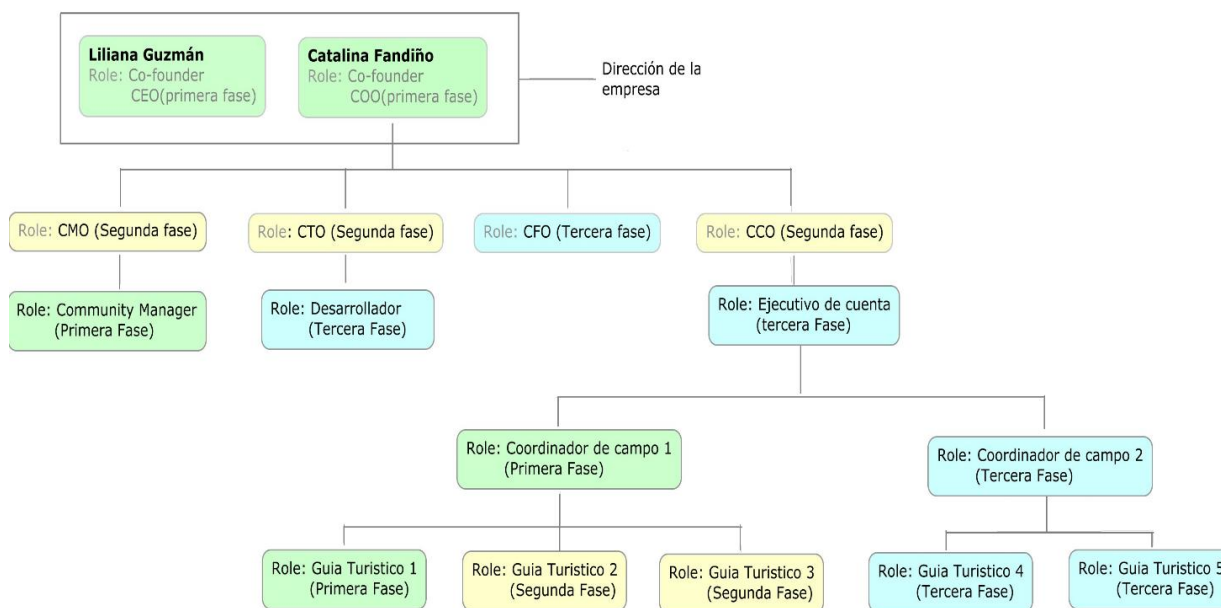 Liliana Guzmán
Role: Co-founder
CEO(primera fase)
Catalina Fandiño
Role: Co-founder
COO(primera fase)
Dirección de la
empresa
Role: CMO (Segunda fase)
Role: CTO (Segunda fase)
Role: CFO (Tercera fase)
Role: CCO (Segunda fase)
Role: Community Manager
(Primera Fase)
Role: Desarrollador
(Tercera Fase)
Role: Ejecutivo de cuenta
(tercera Fase)
Role: Coordinador de campo 1
(Primera Fase)
Role: Coordinador de campo 2
(Tercera Fase)
Role: Guia Turistico 1
(Primera Fase)
Role: Guia Turistico 2
(Segunda Fase)
Role: Guia Turistico 3
(Segunda Fase)
Role: Guia Turistico 4
(Tercera Fase)
Role: Guia Turistico 5
(Tercera Fase)